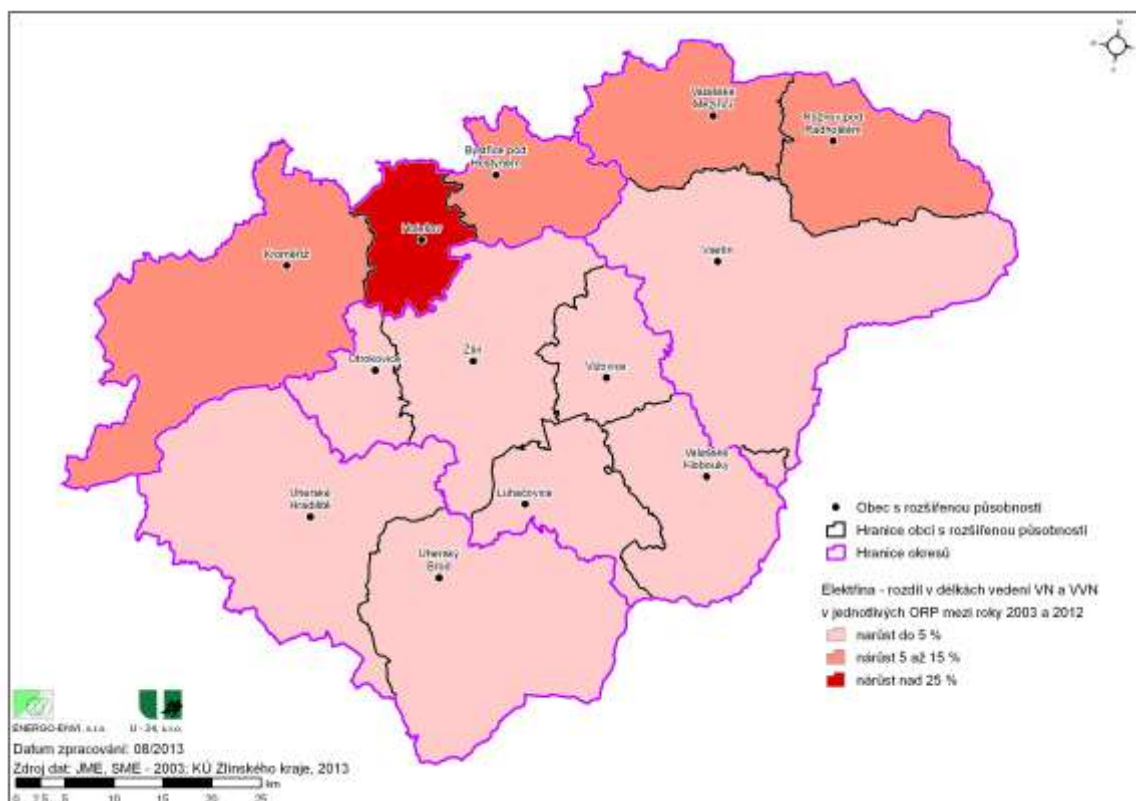 Valašské
Meziříčí
Rožnov pod
Radhoštěm
Bystřice pod
Hostýnem
Holešov
Kroměříž
Vsetín
Zlín
Otrokovice
Vizovice
Valašské
Klobouky
Luhačovice
Uherské
Hradiště
Uherský
Brod
Obec s rozšířenou působností
Hranice obcí s rozšířenou působností
Hranice okresů
Elektřina - rozdíl v délkách vedení VN a VVN
v jednotlivých ORP mezi roky 2003 a 2012
narůst do 5 %
nárůst 5 až 15 %
nárůst nad 25 %
ENERGO-ENVI, s.r.o. U - 24, s.r.o.
Datum zpracování: 08/2013
Zdroj dat: JME, SME - 2003; KÚ Zlínského kraje, 2013
km
0 2,5 5 10 15 20 25